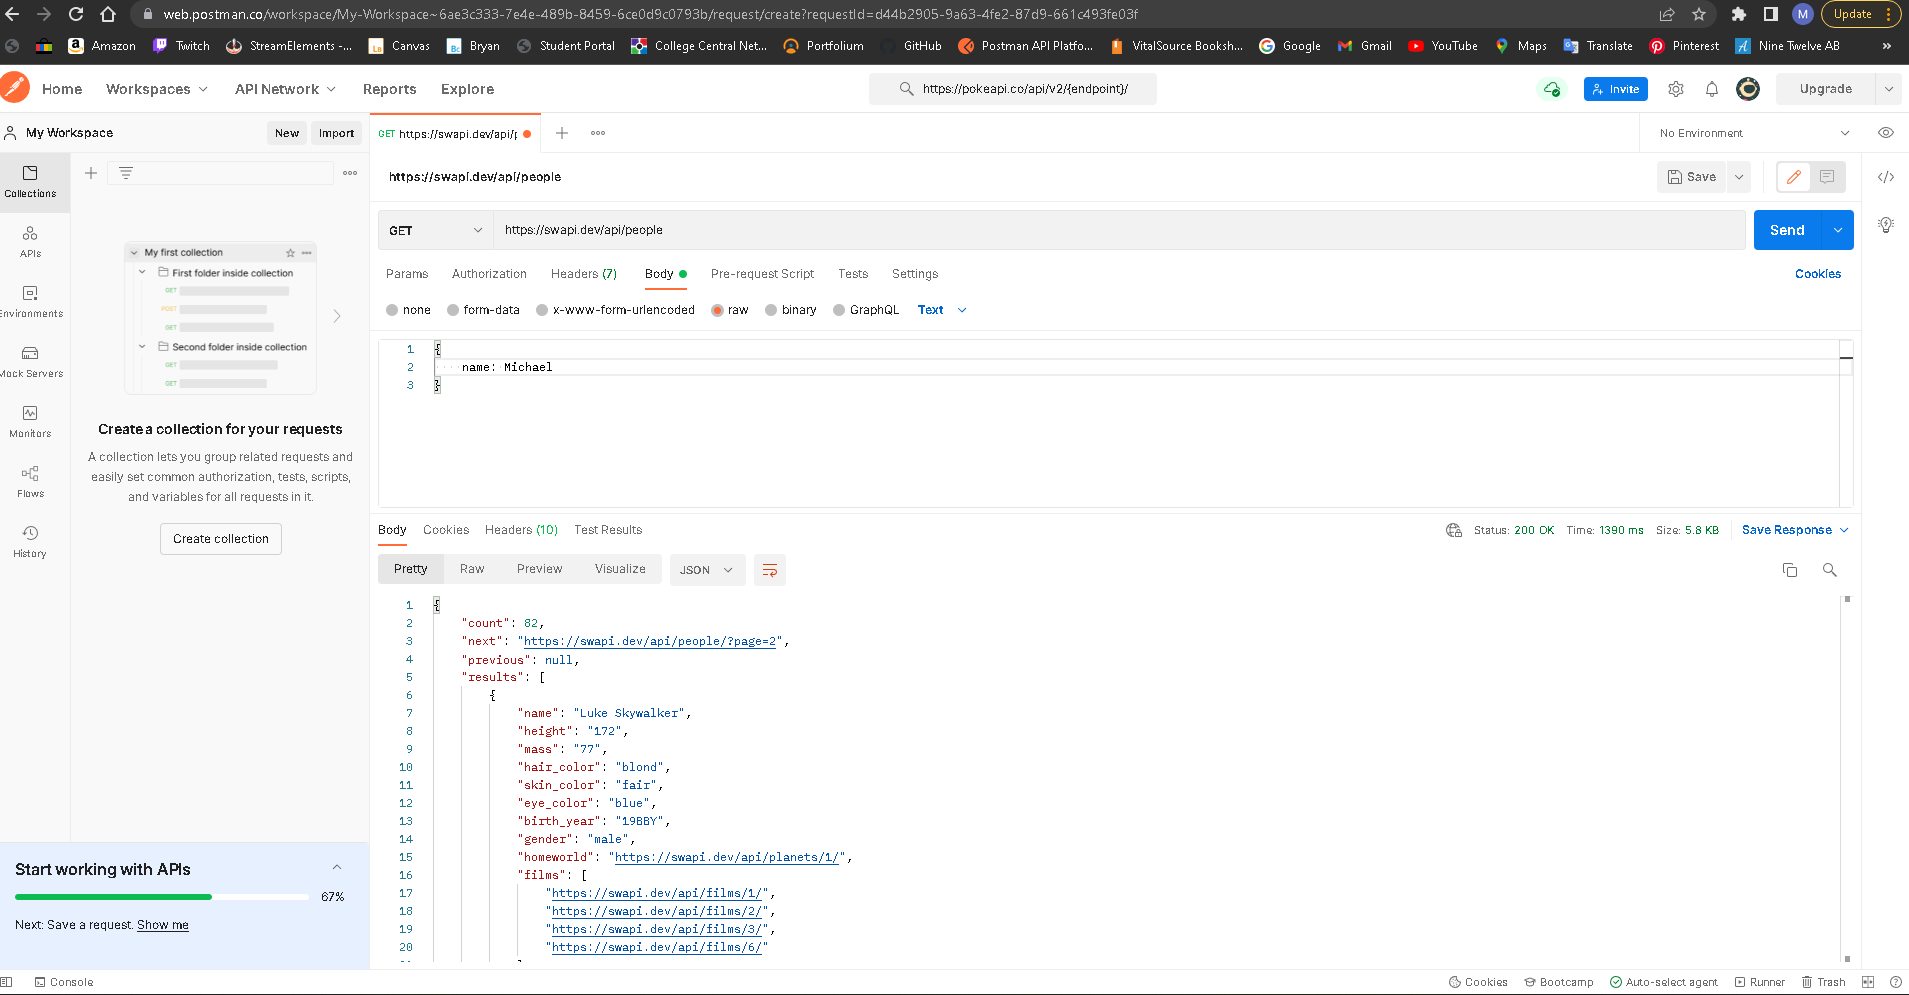 web.postman.co/workspace/My-Workspace~6ae3c333-7e4e-489b-8459-6ce0d9c0793b/request/create?requestId=d44b2905-9a63-4fe2-87d9-661c493fe03f
M Update
Amazon Twitch StreamElements -... Canvas Bryan Student Portal College Central Net... Portfolium GitHub Postman API Platfo... VitalSource Booksh... Google Gmail YouTube Maps Translate Pinterest Nine Twelve AB »
Home Workspaces API Network Reports Explore https://pokeapi.co/api/v2/{endpoint}/ Invite Upgrade
My Workspace New Import GET https://swapi.dev/api/p No Environment
Collections
APIs
Environments
Mock Servers
Monitors
Flows
History
My first collection
First folder inside collection
GET
POST
GET
Second folder inside collection
GET
GET
Create a collection for your requests
A collection lets you group related requests and
easily set common authorization, tests, scripts,
and variables for all requests in it.
Create collection
Start working with APIs
67%
Next: Save a request. Show me
https://swapi.dev/api/people Save
GET https://swapi.dev/api/people Send
Params Authorization Headers (7) Body Pre-request Script Tests Settings Cookies
none form-data x-www-form-urlencoded raw binary GraphQL Text
1 {
2 name: Michael
3 }
Body Cookies Headers (10) Test Results Status: 200 OK Time: 1390 ms Size: 5.8 KB Save Response
Pretty Raw Preview Visualize JSON
1 {
2 "count": 82,
3 "next": "https://swapi.dev/api/people/?page=2",
4 "previous": null,
5 "results": [
6 {
7 "name": "Luke Skywalker",
8 "height": "172",
9 "mass": "77",
10 "hair_color": "blond",
11 "skin_color": "fair",
12 "eye_color": "blue",
13 "birth_year": "19BBY",
14 "gender": "male",
15 "homeworld": "https://swapi.dev/api/planets/1/",
16 "films": [
17 "https://swapi.dev/api/films/1/",
18 "https://swapi.dev/api/films/2/",
19 "https://swapi.dev/api/films/3/",
20 "https://swapi.dev/api/films/6/"
Console Cookies Bootcamp Auto-select agent Runner Trash